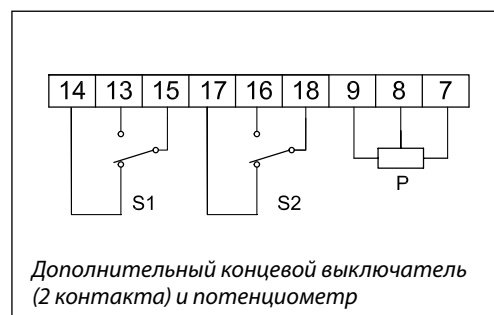 14 13 15 17 16 18 9 8 7
S1 S2 P
Дополнительный концевой выключатель
(2 контакта) и потенциометр